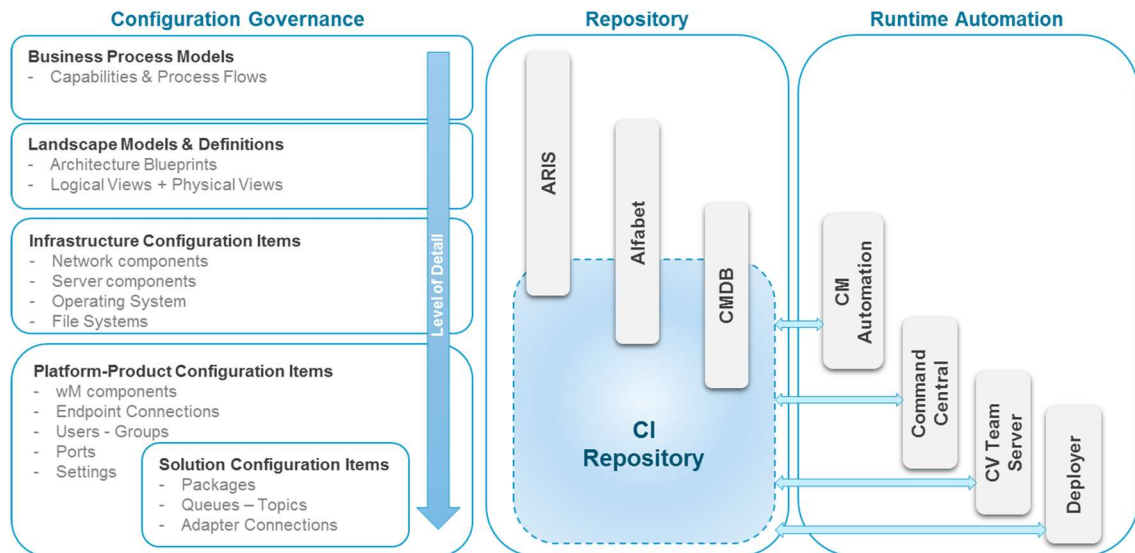 Configuration Governance
Business Process Models
- Capabilities & Process Flows
Landscape Models & Definitions
- Architecture Blueprints
- Logical Views + Physical Views
Infrastructure Configuration Items
- Network components
- Server components
- Operating System
- File Systems
Platform-Product Configuration Items
- wM components
- Endpoint Connections
- Users - Groups
- Ports
- Settings
Solution Configuration Items
- Packages
- Queues – Topics
- Adapter Connections
Level of Detail
Repository
ARIS
Alfabet
CMDB
CI
Repository
Runtime Automation
CM
Automation
Command
Central
CV Team
Server
Deployer